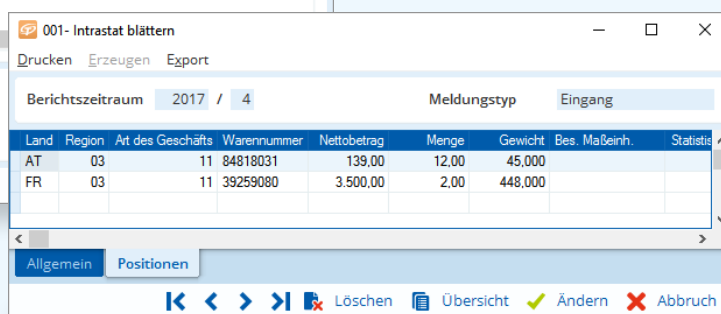 001- Intrastat blättern
Drucken Erzeugen Export
Berichtszeitraum 2017 / 4 Meldungstyp Eingang
Land Region Art des Geschäfts Warennummer Nettobetrag Menge Gewicht Bes. Maßeinh. Statistis
AT 03 11 84818031 139,00 12,00 45,000
FR 03 11 39259080 3.500,00 2,00 448,000
Allgemein Positionen
Löschen Übersicht Ändern Abbruch